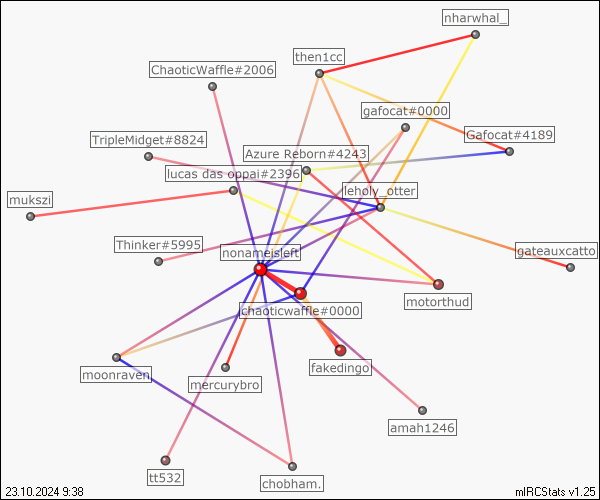 nharwhal_
then1cc
ChaoticWaffle#2006
gafocat#0000
TripleMidget#8824
Gafocat#4189
Azure Reborn#4243
lucas das oppai#2396
leholy_otter
mukszi
Thinker#5995
nonameisleft
gateauxcatto
motorthud
chaoticwaffle#0000
fakedingo
moonraven
mercurybro
amah1246
tt532
chobham.
23.10.2024 9:38
mIRCStats v1.25